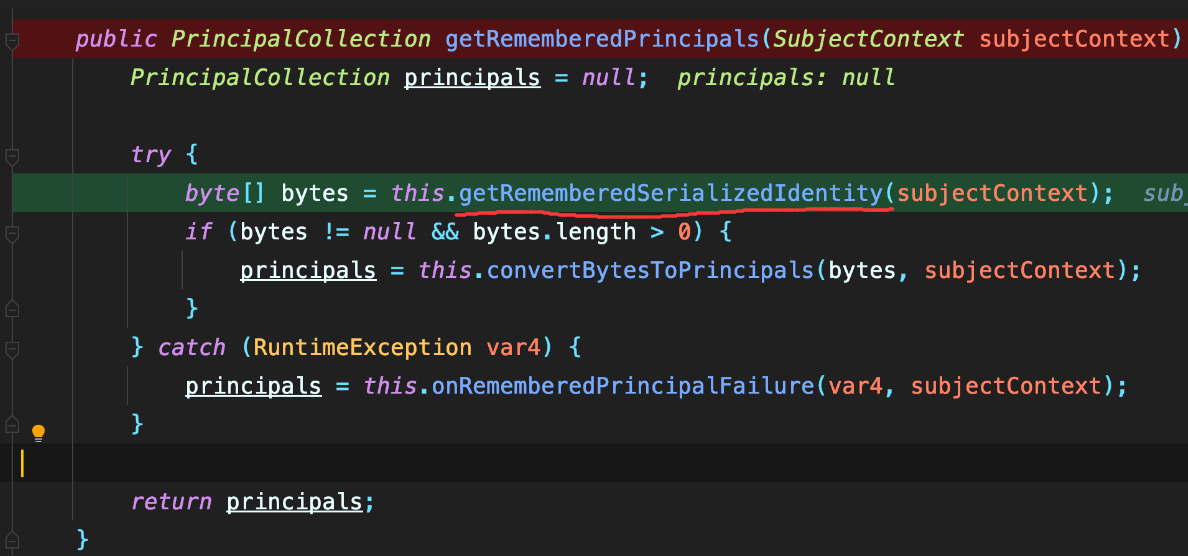 public PrincipalCollection getRememberedPrincipals(SubjectContext subjectContext)
PrincipalCollection principals = null;  principals: null
try {
byte[] bytes = this.getRememberedSerializedIdentity(subjectContext);  sub
if (bytes != null && bytes.length > 0) {
principals = this.convertBytesToPrincipals(bytes, subjectContext);
}
} catch (RuntimeException var4) {
principals = this.onRememberedPrincipalFailure(var4, subjectContext);
}
return principals;
}